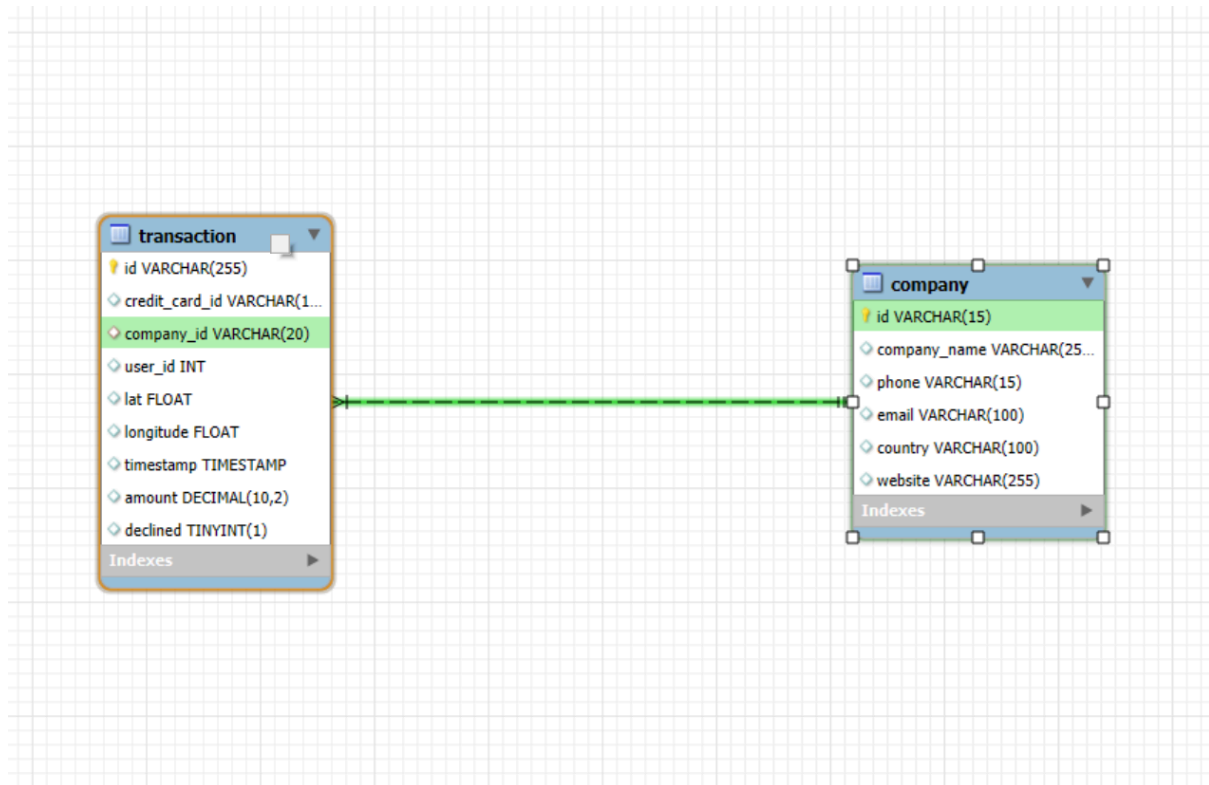 transaction
id VARCHAR(255)
credit_card_id VARCHAR(1...
company_id VARCHAR(20)
user_id INT
lat FLOAT
longitude FLOAT
timestamp TIMESTAMP
amount DECIMAL(10,2)
declined TINYINT(1)
Indexes
company
id VARCHAR(15)
company_name VARCHAR(25...
phone VARCHAR(15)
email VARCHAR(100)
country VARCHAR(100)
website VARCHAR(255)
Indexes